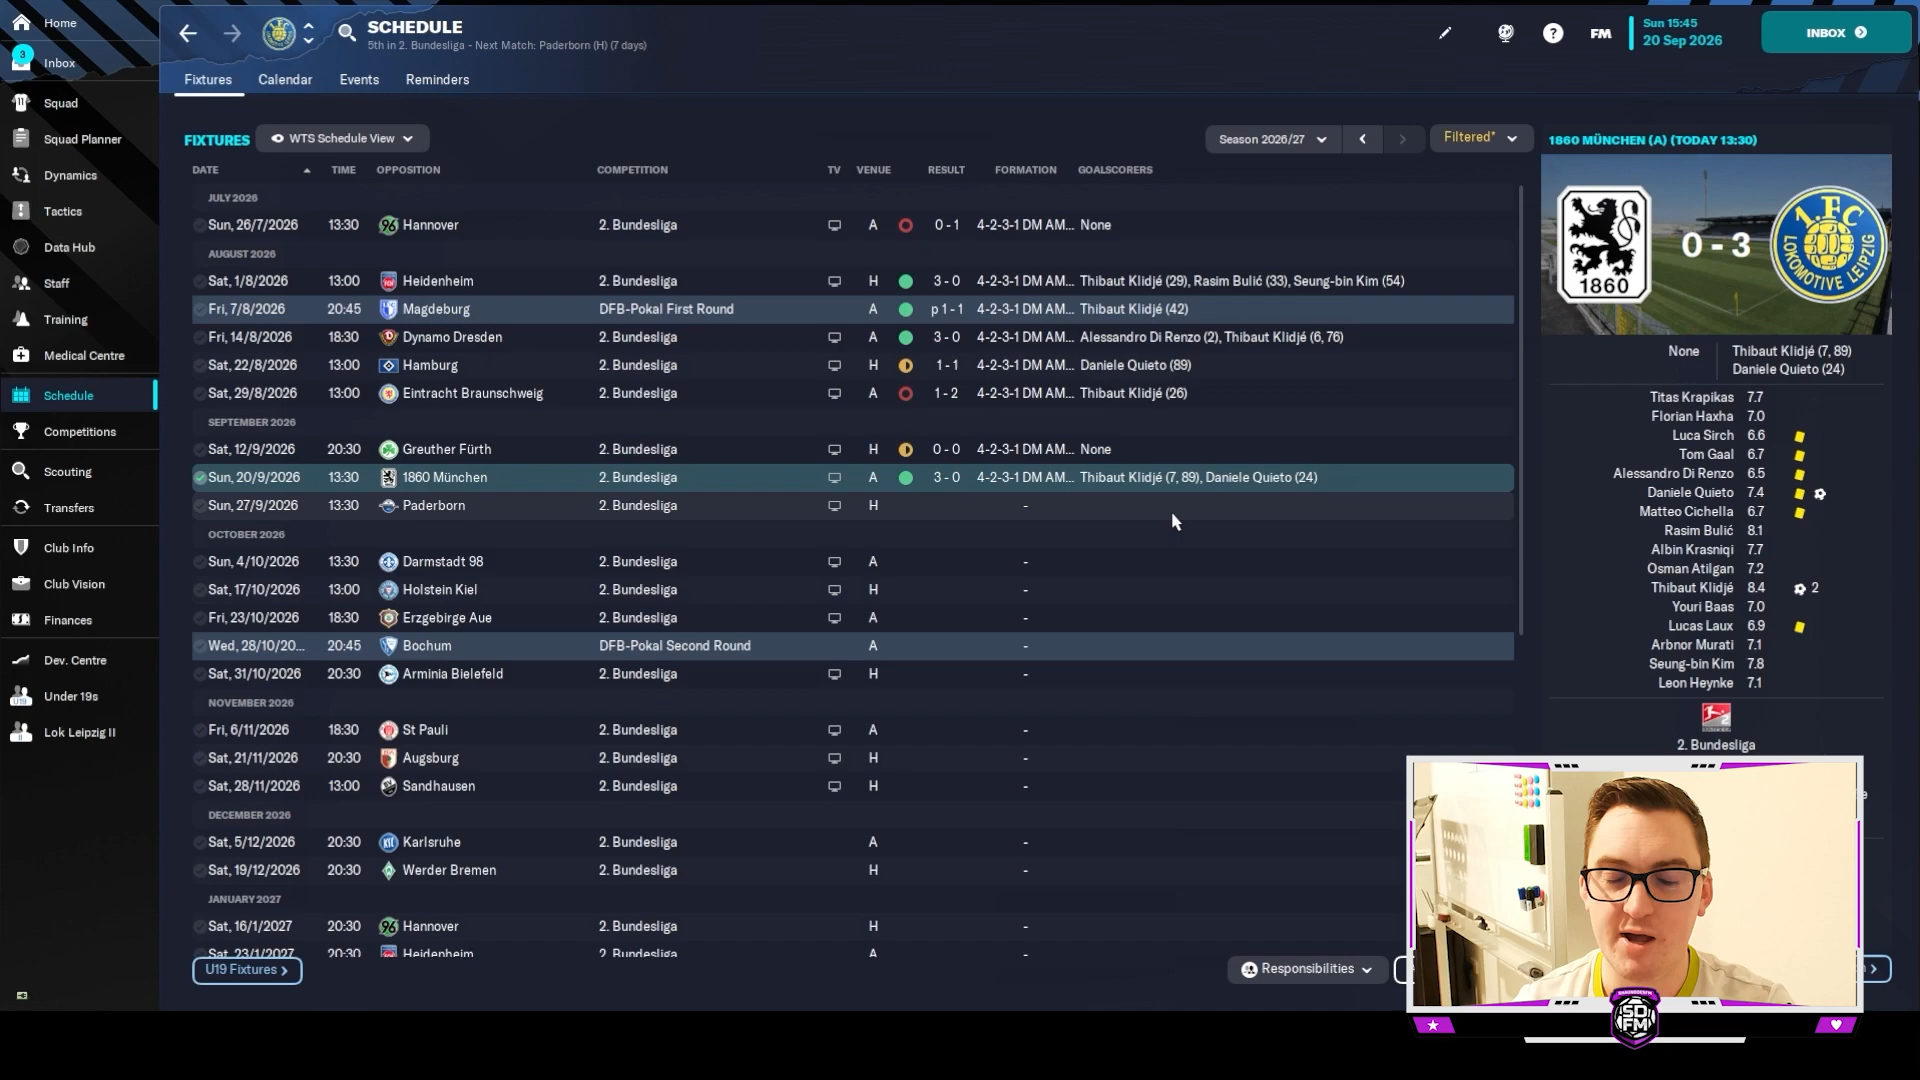 Home
3
Inbox
Squad
Squad Planner
Dynamics
Tactics
Data Hub
Staff
Training
Medical Centre
Schedule
Competitions
Scouting
Transfers
Club Info
Club Vision
Finances
Dev. Centre
Under 19s
Lok Leipzig II
SCHEDULE
5th in 2. Bundesliga - Next Match: Paderborn (H) (7 days)
FM
Sun 15:45
20 Sep 2026
INBOX
Fixtures Calendar Events Reminders
FIXTURES WTS Schedule View Season 2026/27 Filtered*
DATE TIME OPPOSITION COMPETITION TV VENUE RESULT FORMATION GOALSCORERS
JULY 2026
Sun, 26/7/2026 13:30 Hannover 2. Bundesliga A 0 - 1 4-2-3-1 DM AM... None
AUGUST 2026
Sat, 1/8/2026 13:00 Heidenheim 2. Bundesliga H 3 - 0 4-2-3-1 DM AM... Thibaut Klidjé (29), Rasim Bulić (33), Seung-bin Kim (54)
Fri, 7/8/2026 20:45 Magdeburg DFB-Pokal First Round A p 1 - 1 4-2-3-1 DM AM... Thibaut Klidjé (42)
Fri, 14/8/2026 18:30 Dynamo Dresden 2. Bundesliga A 3 - 0 4-2-3-1 DM AM... Alessandro Di Renzo (2), Thibaut Klidjé (6, 76)
Sat, 22/8/2026 13:00 Hamburg 2. Bundesliga H 1 - 1 4-2-3-1 DM AM... Daniele Quieto (89)
Sat, 29/8/2026 13:00 Eintracht Braunschweig 2. Bundesliga A 1 - 2 4-2-3-1 DM AM... Thibaut Klidjé (26)
SEPTEMBER 2026
Sat, 12/9/2026 20:30 Greuther Fürth 2. Bundesliga H 0 - 0 4-2-3-1 DM AM... None
Sun, 20/9/2026 13:30 1860 München 2. Bundesliga A 3 - 0 4-2-3-1 DM AM... Thibaut Klidjé (7, 89), Daniele Quieto (24)
Sun, 27/9/2026 13:30 Paderborn 2. Bundesliga H -
OCTOBER 2026
Sun, 4/10/2026 13:30 Darmstadt 98 2. Bundesliga A -
Sat, 17/10/2026 13:00 Holstein Kiel 2. Bundesliga H -
Fri, 23/10/2026 18:30 Erzgebirge Aue 2. Bundesliga A -
Wed, 28/10/20... 20:45 Bochum DFB-Pokal Second Round A -
Sat, 31/10/2026 20:30 Arminia Bielefeld 2. Bundesliga H -
NOVEMBER 2026
Fri, 6/11/2026 18:30 St Pauli 2. Bundesliga A -
Sat, 21/11/2026 20:30 Augsburg 2. Bundesliga H -
Sat, 28/11/2026 13:00 Sandhausen 2. Bundesliga H -
DECEMBER 2026
Sat, 5/12/2026 20:30 Karlsruhe 2. Bundesliga A -
Sat, 19/12/2026 20:30 Werder Bremen 2. Bundesliga H -
JANUARY 2027
Sat, 16/1/2027 20:30 Hannover 2. Bundesliga H -
Sat, 23/1/2027 20:30 Heidenheim 2. Bundesliga A -
U19 Fixtures
Responsibilities
1860 MÜNCHEN (A) (TODAY 13:30)
1860
0 - 3
1. FC
LOKOMOTIVE LEIPZIG
None Thibaut Klidjé (7, 89)
Daniele Quieto (24)
Titas Krapikas 7.7
Florian Haxha 7.0
Luca Sirch 6.6
Tom Gaal 6.7
Alessandro Di Renzo 6.5
Daniele Quieto 7.4
Matteo Cichella 6.7
Rasim Bulić 8.1
Albin Krasniqi 7.7
Osman Atilgan 7.2
Thibaut Klidjé 8.4 2
Youri Baas 7.0
Lucas Laux 6.9
Arbnor Murati 7.1
Seung-bin Kim 7.8
Leon Heynke 7.1
2. Bundesliga
SD
FM